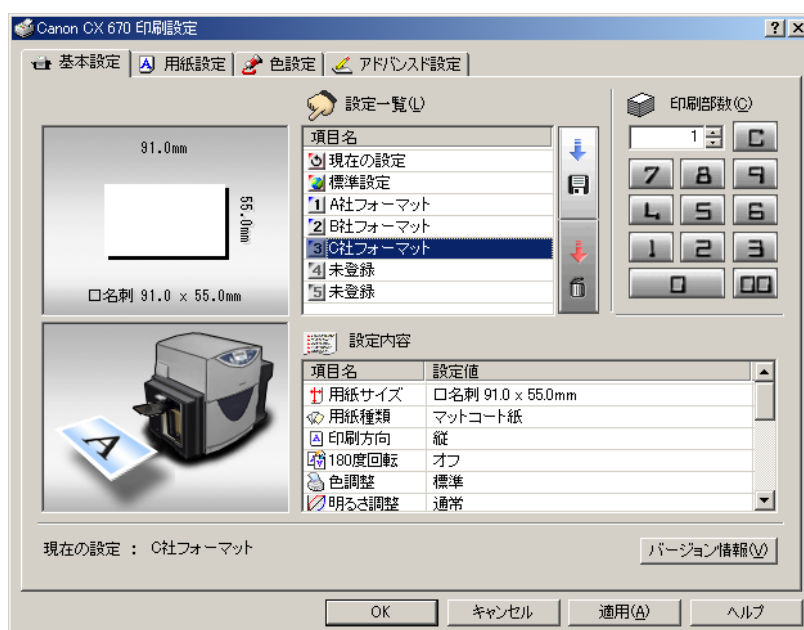 Canon CX 670 印刷設定
基本設定 用紙設定 色設定 アドバンスド設定
91.0mm
55.0mm
口名刺 91.0 x 55.0mm
設定一覧(L)
項目名
現在の設定
標準設定
1 A社フォーマット
2 B社フォーマット
3 C社フォーマット
4 未登録
5 未登録
印刷部数(C)
1 C
7 8 9
4 5 6
1 2 3
0 00
A
設定内容
項目名 設定値
用紙サイズ 口名刺 91.0 x 55.0mm
用紙種類 マットコート紙
印刷方向 縦
180度回転 オフ
色調整 標準
明るさ調整 通常
現在の設定 : C社フォーマット
バージョン情報(V)
OK キャンセル 適用(A) ヘルプ